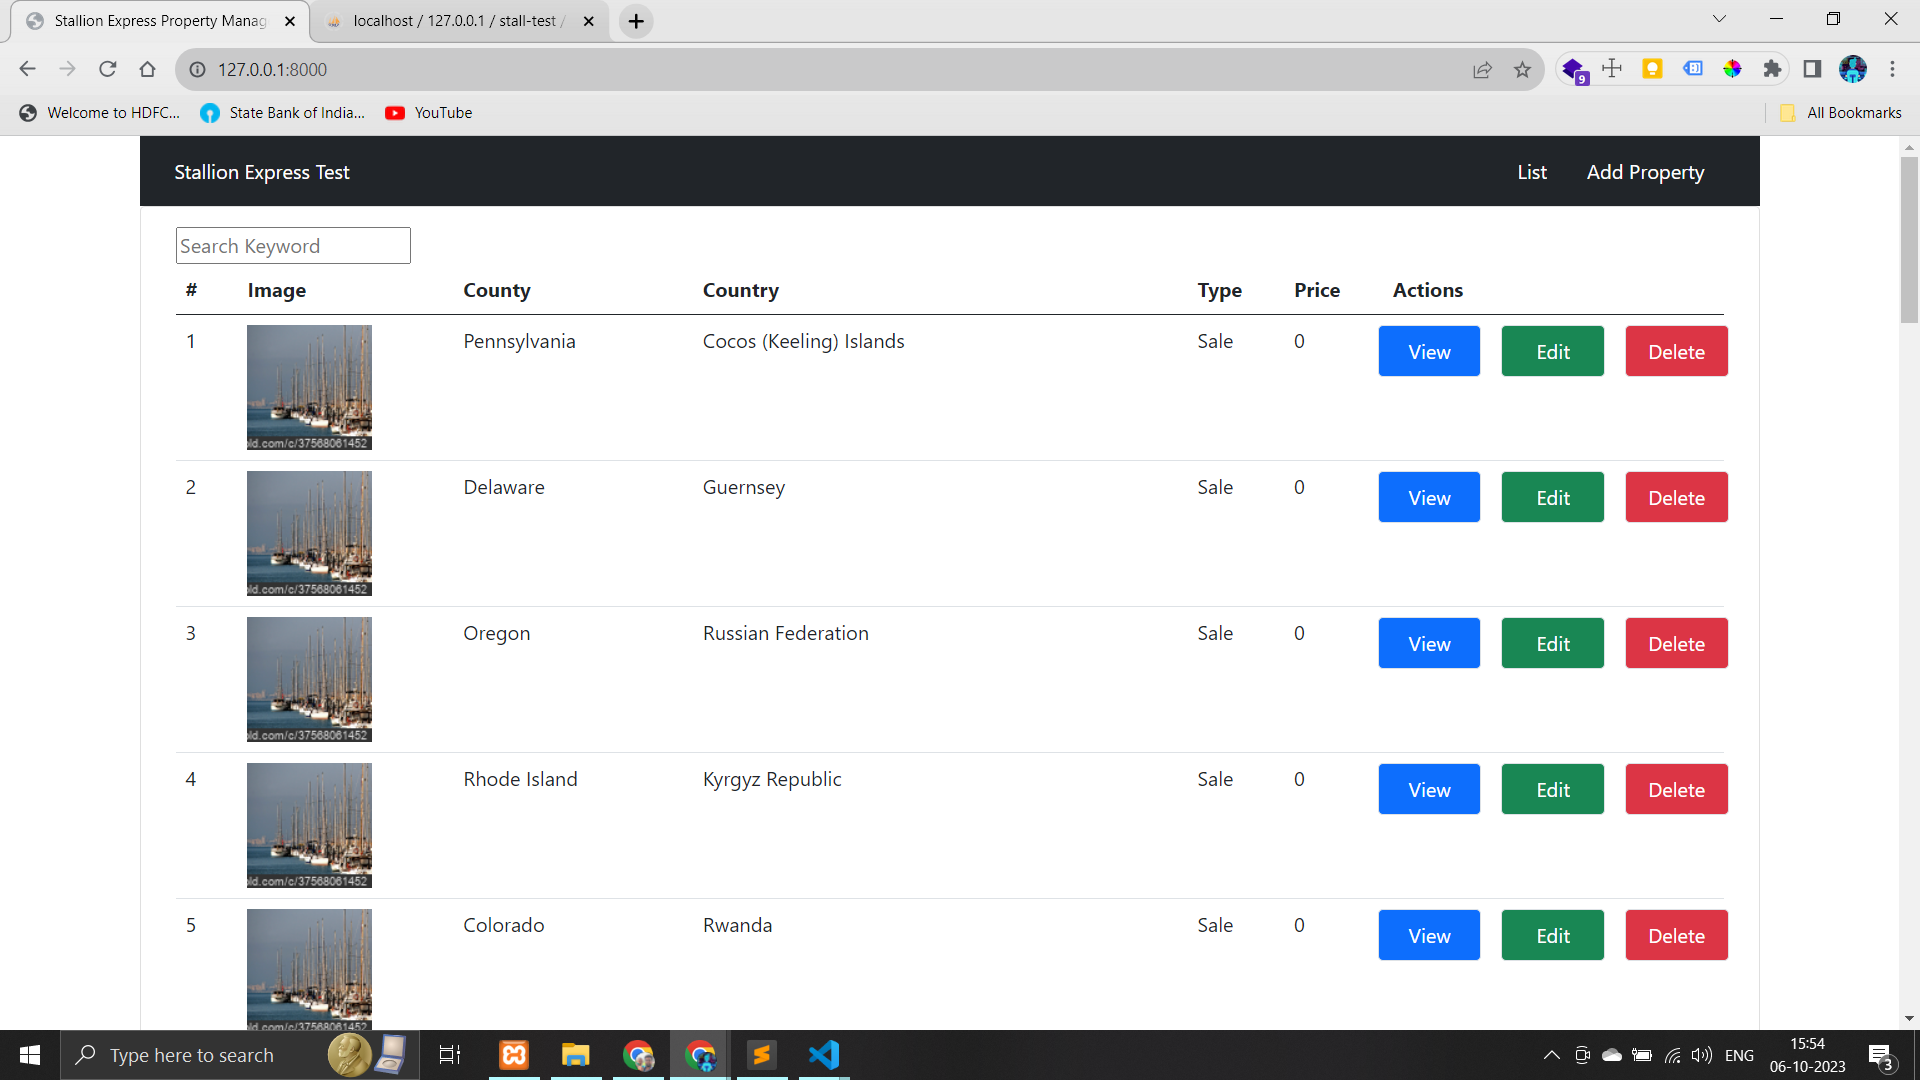 Stallion Express Property Manag
localhost / 127.0.0.1 / stall-test /
127.0.0.1:8000
9
Welcome to HDFC...
State Bank of India...
YouTube
All Bookmarks
Stallion Express Test
List
Add Property
Search Keyword
# Image County Country Type Price Actions
1 Pennsylvania Cocos (Keeling) Islands Sale 0 View Edit Delete
ld.com/c/37568061452
2 Delaware Guernsey Sale 0 View Edit Delete
ld.com/c/37568061452
3 Oregon Russian Federation Sale 0 View Edit Delete
ld.com/c/37568061452
4 Rhode Island Kyrgyz Republic Sale 0 View Edit Delete
ld.com/c/37568061452
5 Colorado Rwanda Sale 0 View Edit Delete
ld.com/c/37568061452
Type here to search
ENG
15:54
06-10-2023
3